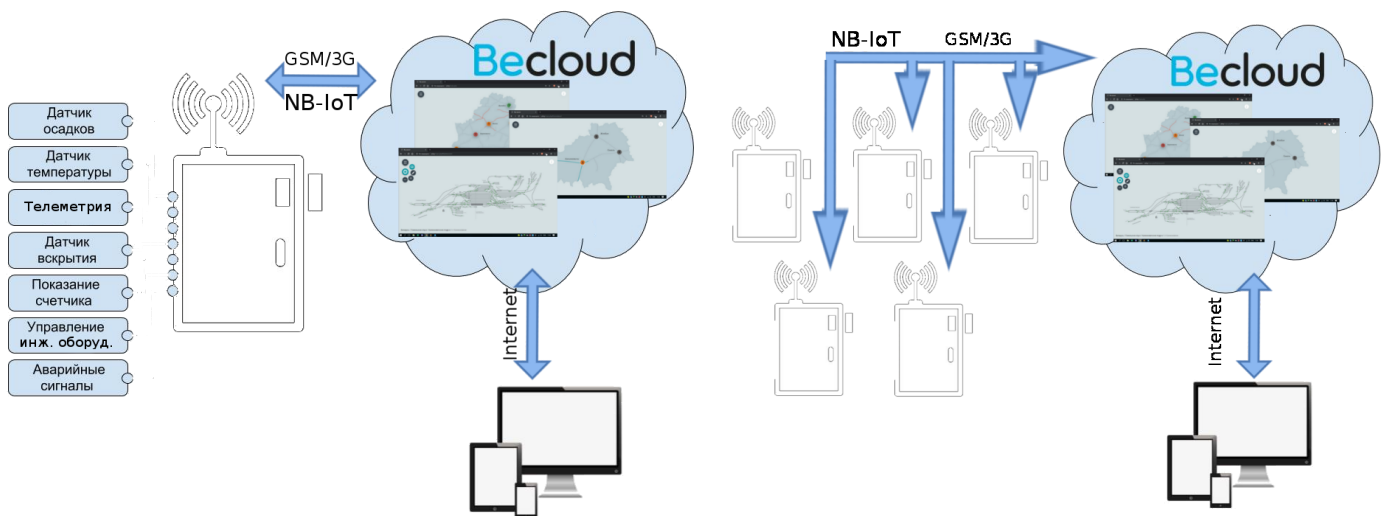 Датчик
осадков
Датчик
температуры
Телеметрия
Датчик
вскрытия
Показание
счетчика
Управление
инж. оборуд.
Аварийные
сигналы
GSM/3G
NB-IoT
Becloud
Internet
NB-IoT
GSM/3G
Becloud
Internet